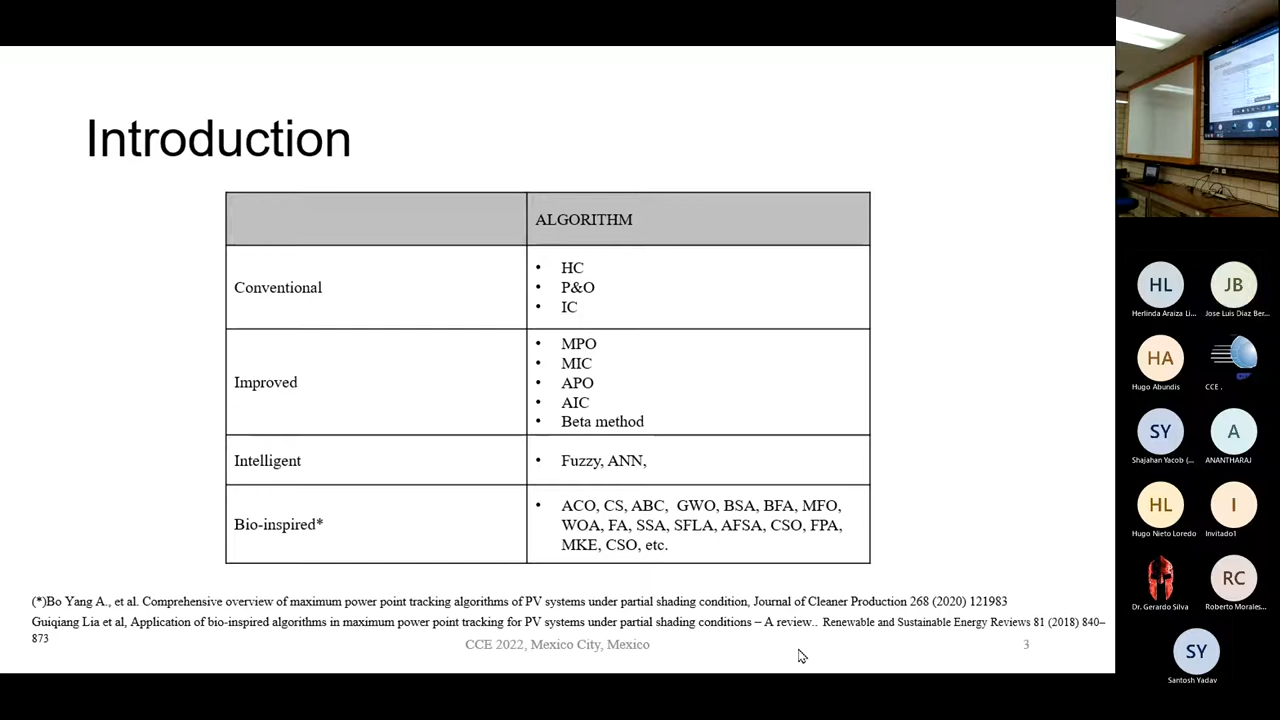 Introduction
ALGORITHM
Conventional
• HC
• P&O
• IC
Improved
• MPO
• MIC
• APO
• AIC
• Beta method
Intelligent
• Fuzzy, ANN,
Bio-inspired*
• ACO, CS, ABC, GWO, BSA, BFA, MFO,
WOA, FA, SSA, SFLA, AFSA, CSO, FPA,
MKE, CSO, etc.
(*)Bo Yang A., et al. Comprehensive overview of maximum power point tracking algorithms of PV systems under partial shading condition, Journal of Cleaner Production 268 (2020) 121983
Guiqiang Lia et al, Application of bio-inspired algorithms in maximum power point tracking for PV systems under partial shading conditions – A review.. Renewable and Sustainable Energy Reviews 81 (2018) 840–
873
CCE 2022, Mexico City, Mexico
3
HL
Herlinda Araiza Li...
JB
Jose Luis Diaz Ber...
HA
Hugo Abundis
CCE .
SY
Shajahan Yacob (...
A
ANANTHARAJ
HL
Hugo Nieto Loredo
I
Invitado1
Dr. Gerardo Silva
RC
Roberto Morales...
SY
Santosh Yadav